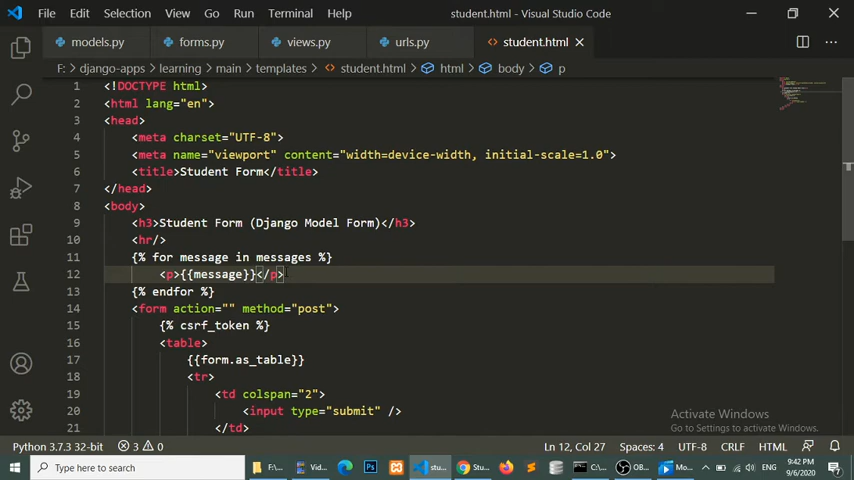 File Edit Selection View Go Run Terminal Help student.html - Visual Studio Code
models.py forms.py views.py urls.py student.html
F: > django-apps > learning > main > templates > student.html > html > body > p
1 <!DOCTYPE html>
2 <html lang="en">
3 <head>
4 <meta charset="UTF-8">
5 <meta name="viewport" content="width=device-width, initial-scale=1.0">
6 <title>Student Form</title>
7 </head>
8 <body>
9 <h3>Student Form (Django Model Form)</h3>
10 <hr/>
11 {% for message in messages %}
12 <p>{{message}}</p>
13 {% endfor %}
14 <form action="" method="post">
15 {% csrf_token %}
16 <table>
17 {{form.as_table}}
18 <tr>
19 <td colspan="2">
20 <input type="submit" />
21 </td>
Activate Windows
Go to Settings to activate Windows.
Python 3.7.3 32-bit 3 0 Ln 12, Col 27 Spaces: 4 UTF-8 CRLF HTML
Type here to search F:\... Vid... stu... Stu... C:\... OB... Mo... ENG 9:42 PM
9/6/2020